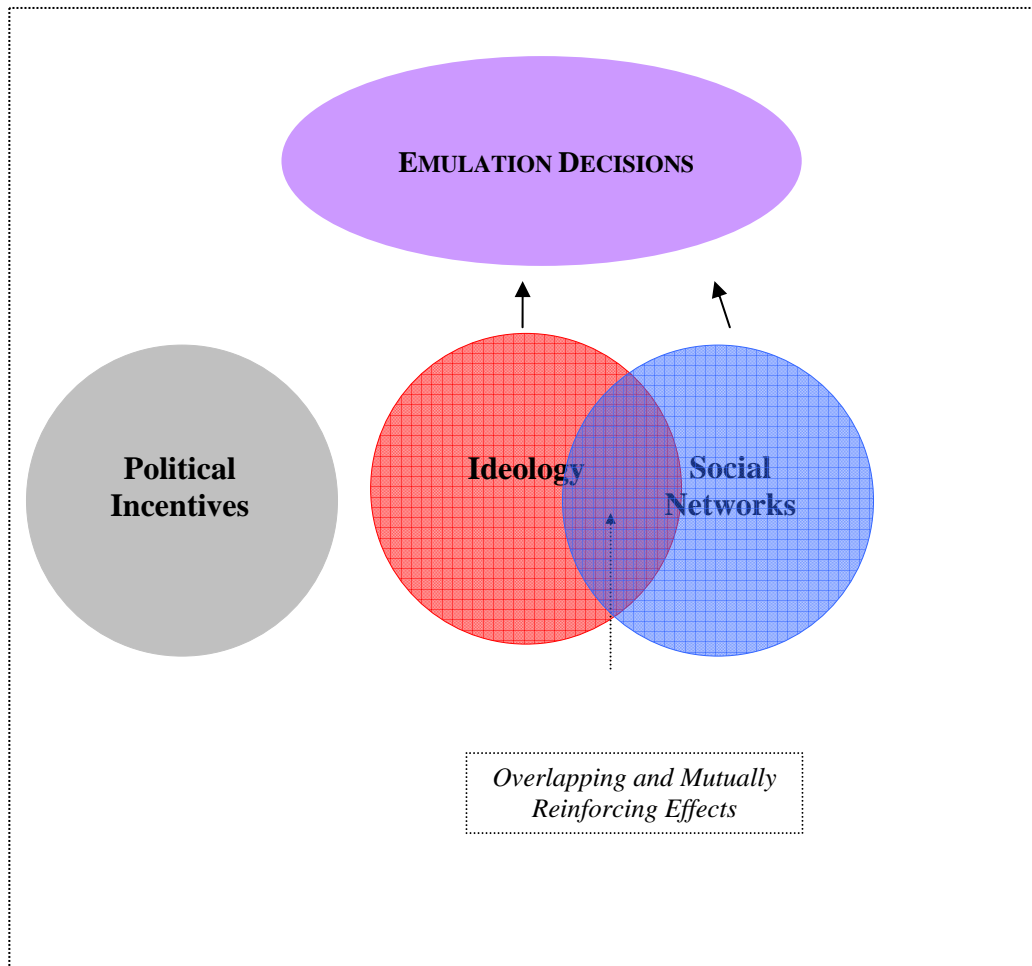 EMULATION DECISIONS
Political
Incentives
Ideology
Social
Networks
Overlapping and Mutually
Reinforcing Effects